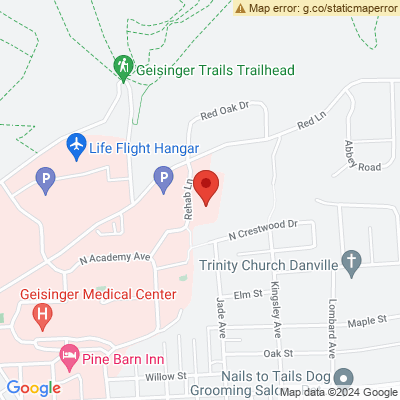 Map error: g.co/staticmaperror
Geisinger Trails Trailhead
Red Oak Dr
Red Ln
Life Flight Hangar
Abbey Road
P
P
Rehab Ln
N Crestwood Dr
N Academy Ave
Trinity Church Danville
Geisinger Medical Center
Elm St
Jade Ave
Kingsley Ave
Lombard Ave
H
Maple St
Pine Barn Inn
Oak St
Willow St
Nails to Tails Dog
Grooming Salon
Google
Map data ©2024 Google